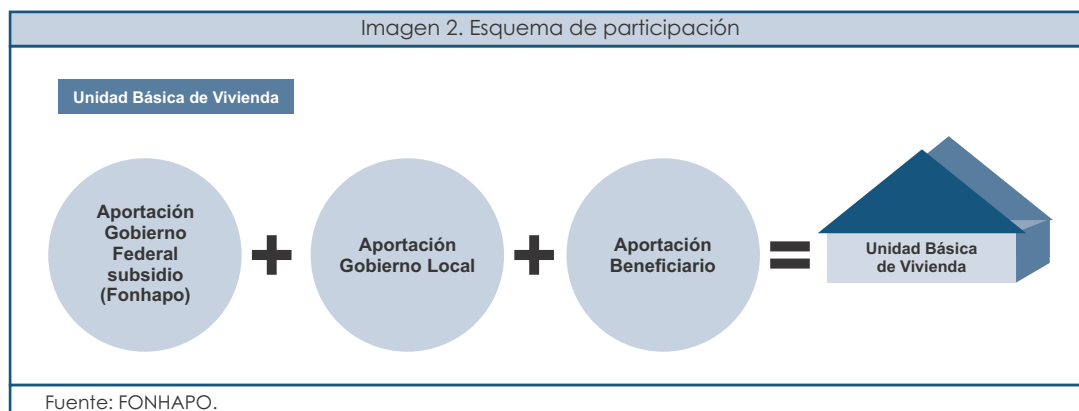 Imagen 2. Esquema de participación
Unidad Básica de Vivienda
Aportación
Gobierno
Federal
subsidio
(Fonhapo)
+
Aportación
Gobierno Local
+
Aportación
Beneficiario
=
Unidad Básica
de Vivienda
Fuente: FONHAPO.